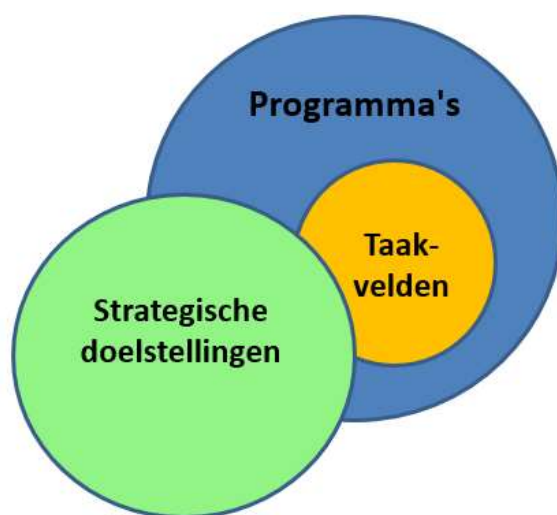 Programma's
Taak-
velden
Strategische
doelstellingen